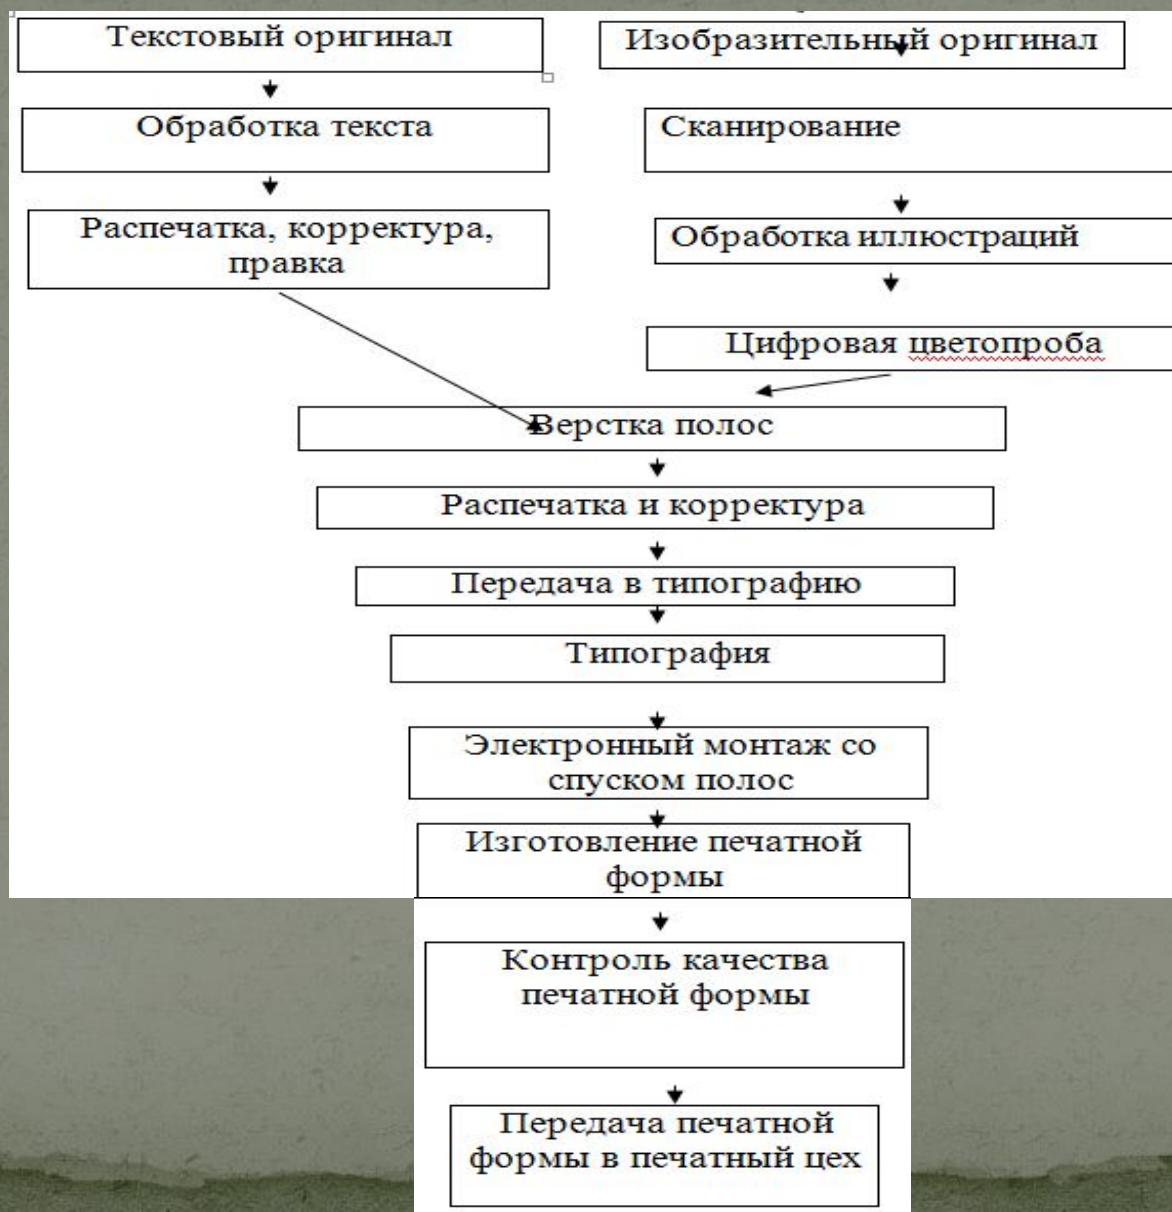 Текстовый оригинал
Изобразительный оригинал
Обработка текста
Сканирование
Распечатка, корректура,
правка
Обработка иллюстраций
Цифровая цветопроба
Верстка полос
Распечатка и корректура
Передача в типографию
Типография
Электронный монтаж со
спуском полос
Изготовление печатной
формы
Контроль качества
печатной формы
Передача печатной
формы в печатный цех